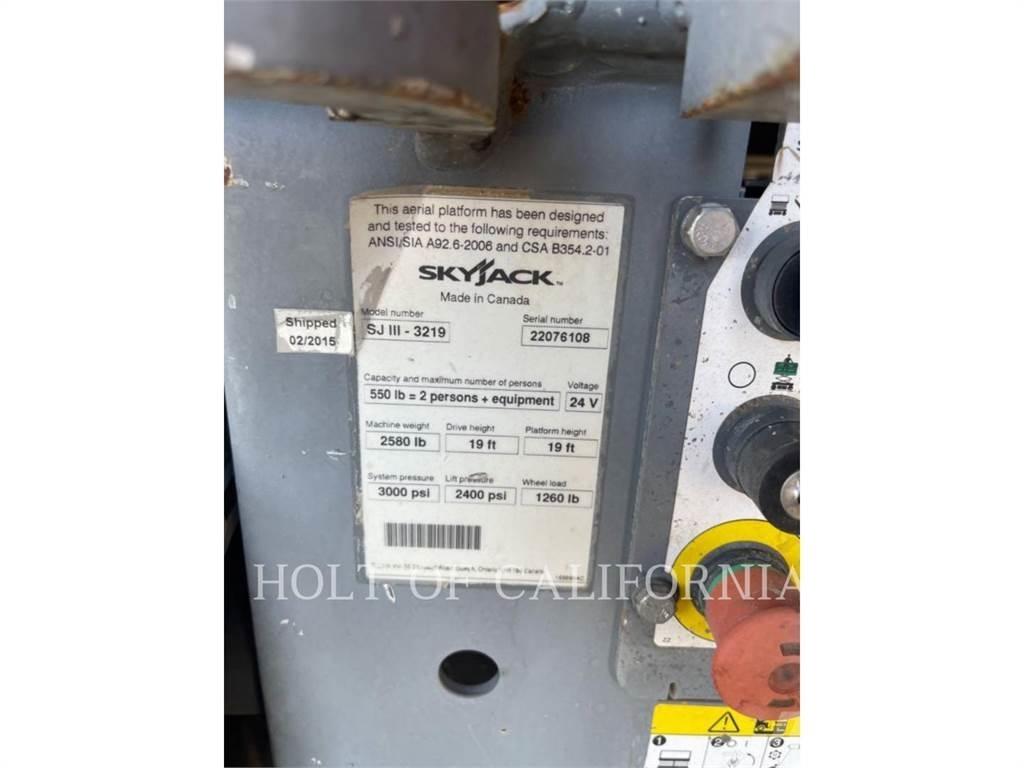 This aerial platform has been designed
and tested to the following requirements:
ANSI/SIA A92.6-2006 and CSA B354.2-01
SKYJACK™
Made in Canada
Model number Serial number
SJ III - 3219 22076108
Shipped
02/2015
Capacity and maximum number of persons Voltage
550 lb = 2 persons + equipment 24 V
Machine weight Drive height Platform height
2580 lb 19 ft 19 ft
System pressure Lift pressure Wheel load
3000 psi 2400 psi 1260 lb
HOLT OF CALIFORNIA
1 2 3